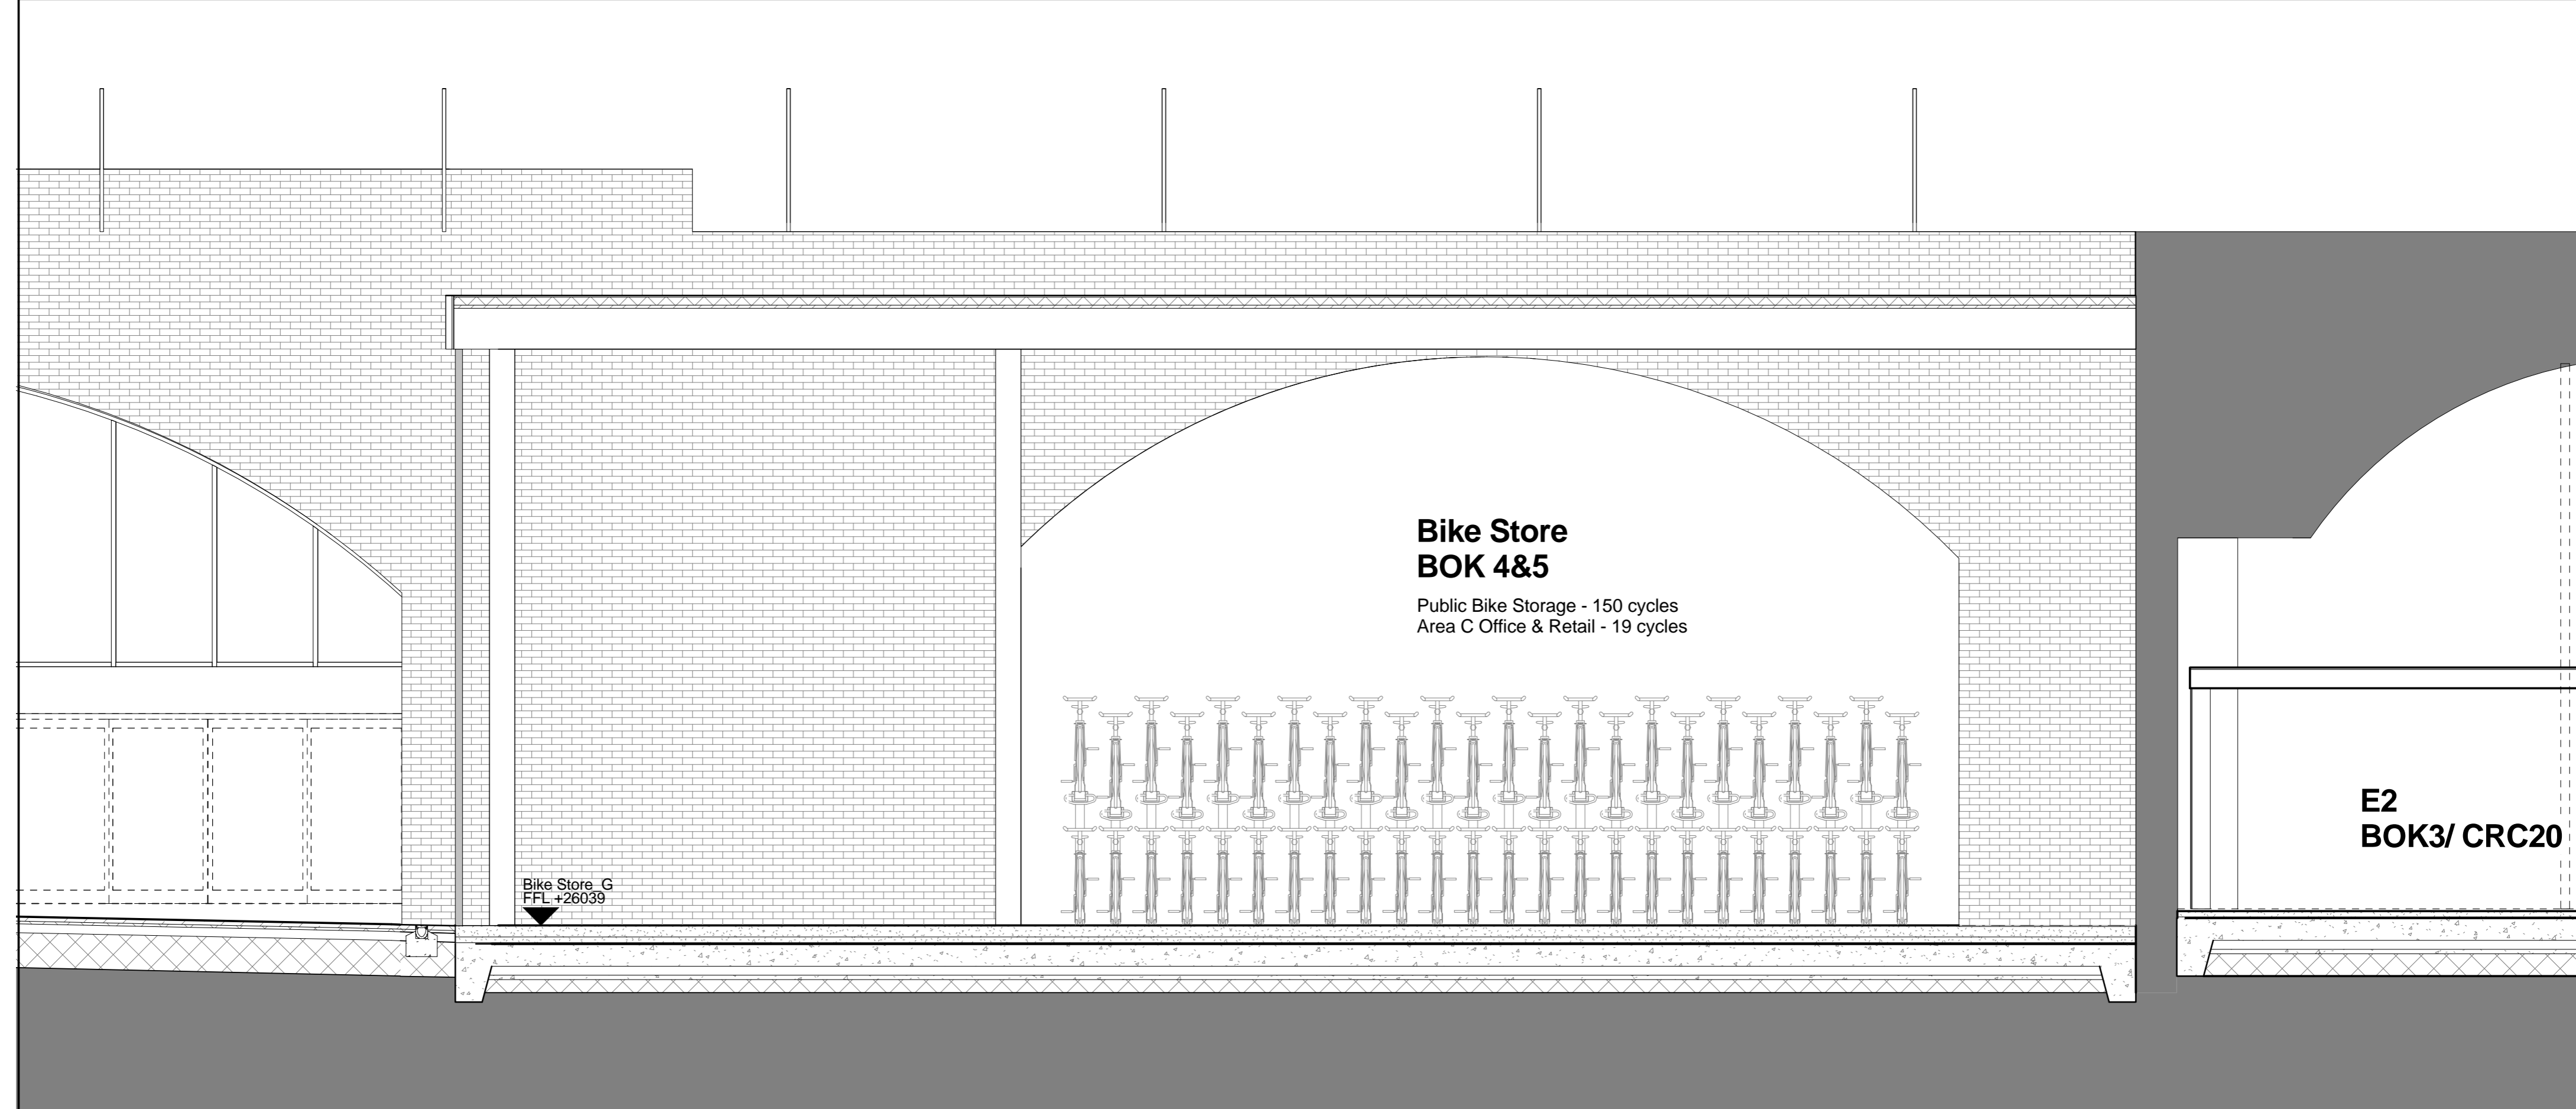 Bike Store
BOK 4&5
Public Bike Storage - 150 cycles
Area C Office & Retail - 19 cycles
E2
BOK3/ CRC20
Bike Store_G
FFL +26039